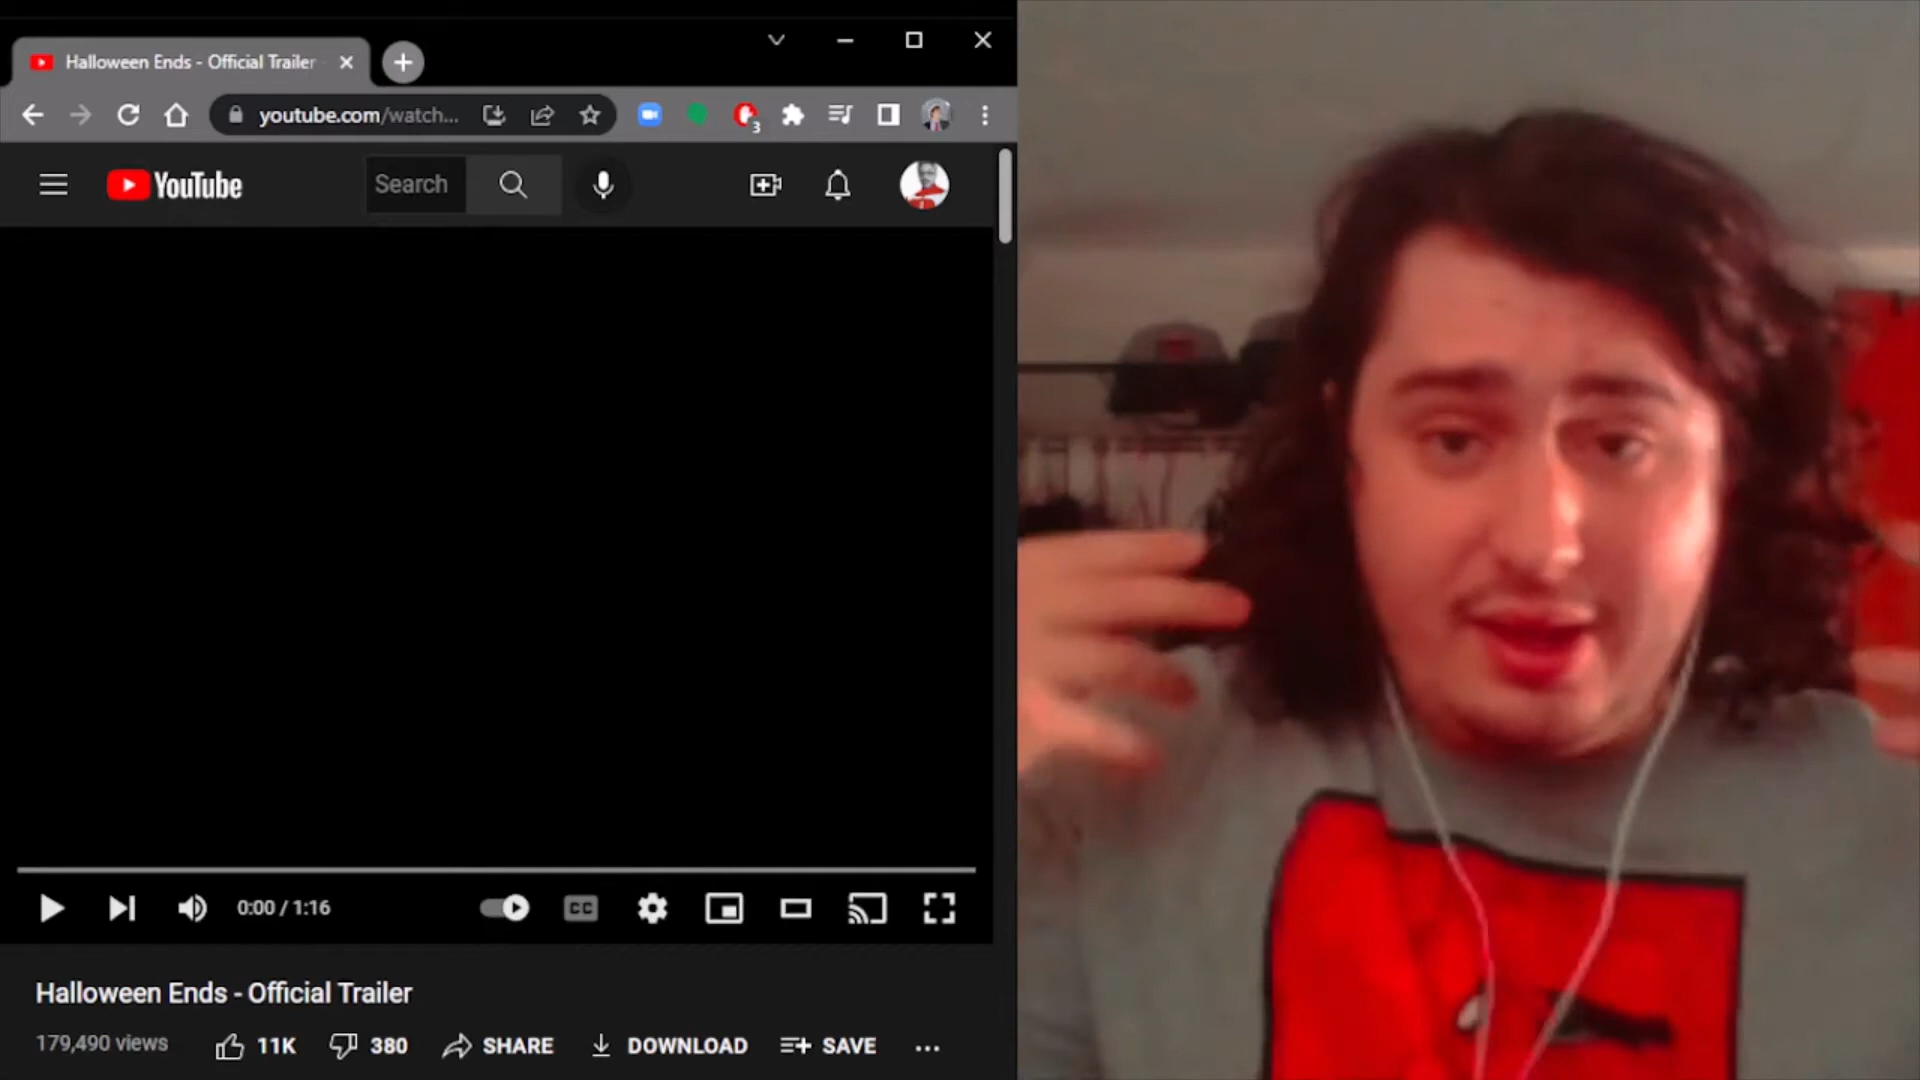 Halloween Ends - Official Trailer
youtube.com/watch...
3
YouTube
Search
0:00 / 1:16
CC
Halloween Ends - Official Trailer
179,490 views 11K 380 SHARE DOWNLOAD SAVE ...